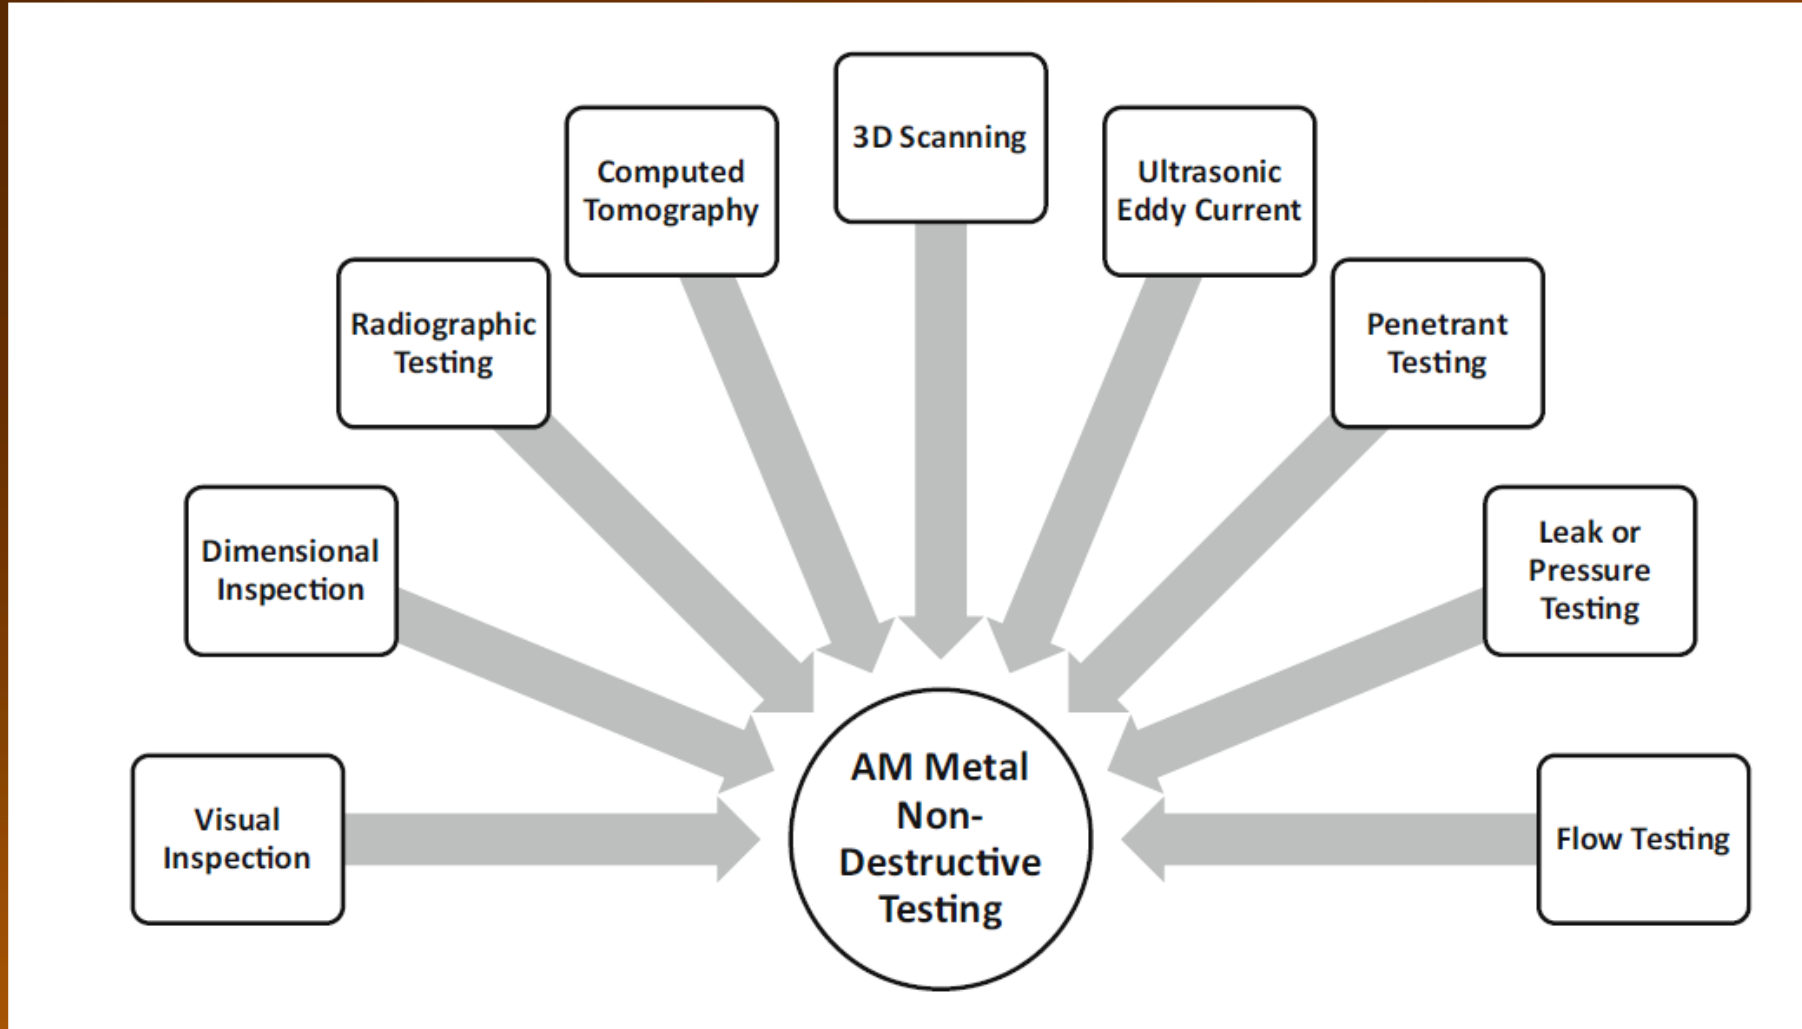 3D Scanning
Computed
Tomography
Ultrasonic
Eddy Current
Radiographic
Testing
Penetrant
Testing
Dimensional
Inspection
Leak or
Pressure
Testing
Visual
Inspection
AM Metal
Non-
Destructive
Testing
Flow Testing